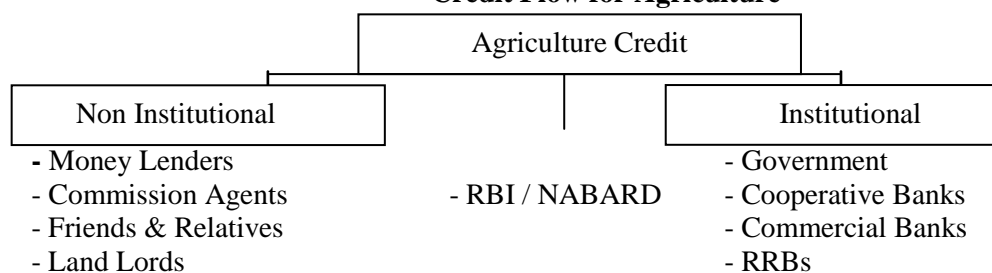 Credit Flow for Agriculture
Agriculture Credit
Non Institutional
- Money Lenders
- Commission Agents
- Friends & Relatives
- Land Lords
- RBI / NABARD
Institutional
- Government
- Cooperative Banks
- Commercial Banks
- RRBs